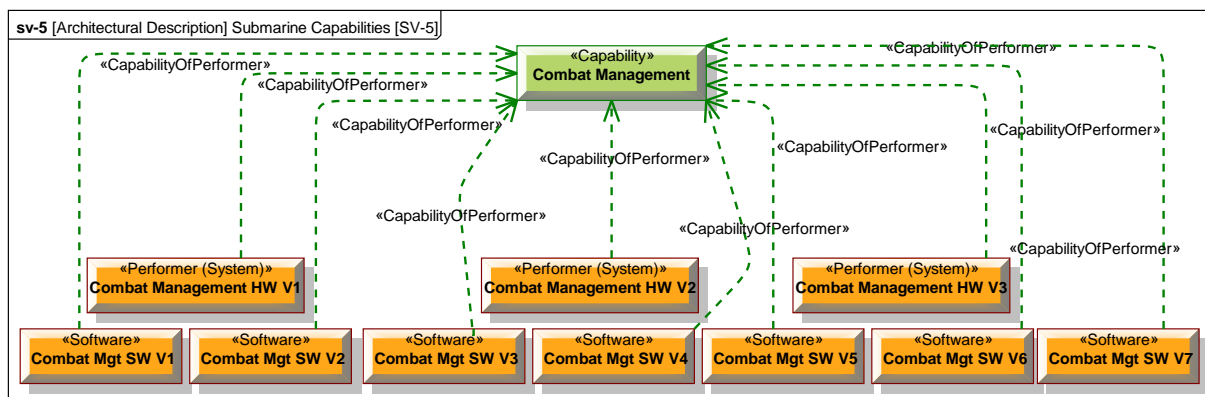 sv-5 [Architectural Description] Submarine Capabilities [SV-5]
«Capability»
Combat Management
«CapabilityOfPerformer»
«CapabilityOfPerformer»
«CapabilityOfPerformer»
«CapabilityOfPerformer»
«CapabilityOfPerformer»
«CapabilityOfPerformer»
«CapabilityOfPerformer»
«CapabilityOfPerformer»
«CapabilityOfPerformer»
«CapabilityOfPerformer»
«Performer (System)»
Combat Management HW V1
«Performer (System)»
Combat Management HW V2
«Performer (System)»
Combat Management HW V3
«Software»
Combat Mgt SW V1
«Software»
Combat Mgt SW V2
«Software»
Combat Mgt SW V3
«Software»
Combat Mgt SW V4
«Software»
Combat Mgt SW V5
«Software»
Combat Mgt SW V6
«Software»
Combat Mgt SW V7